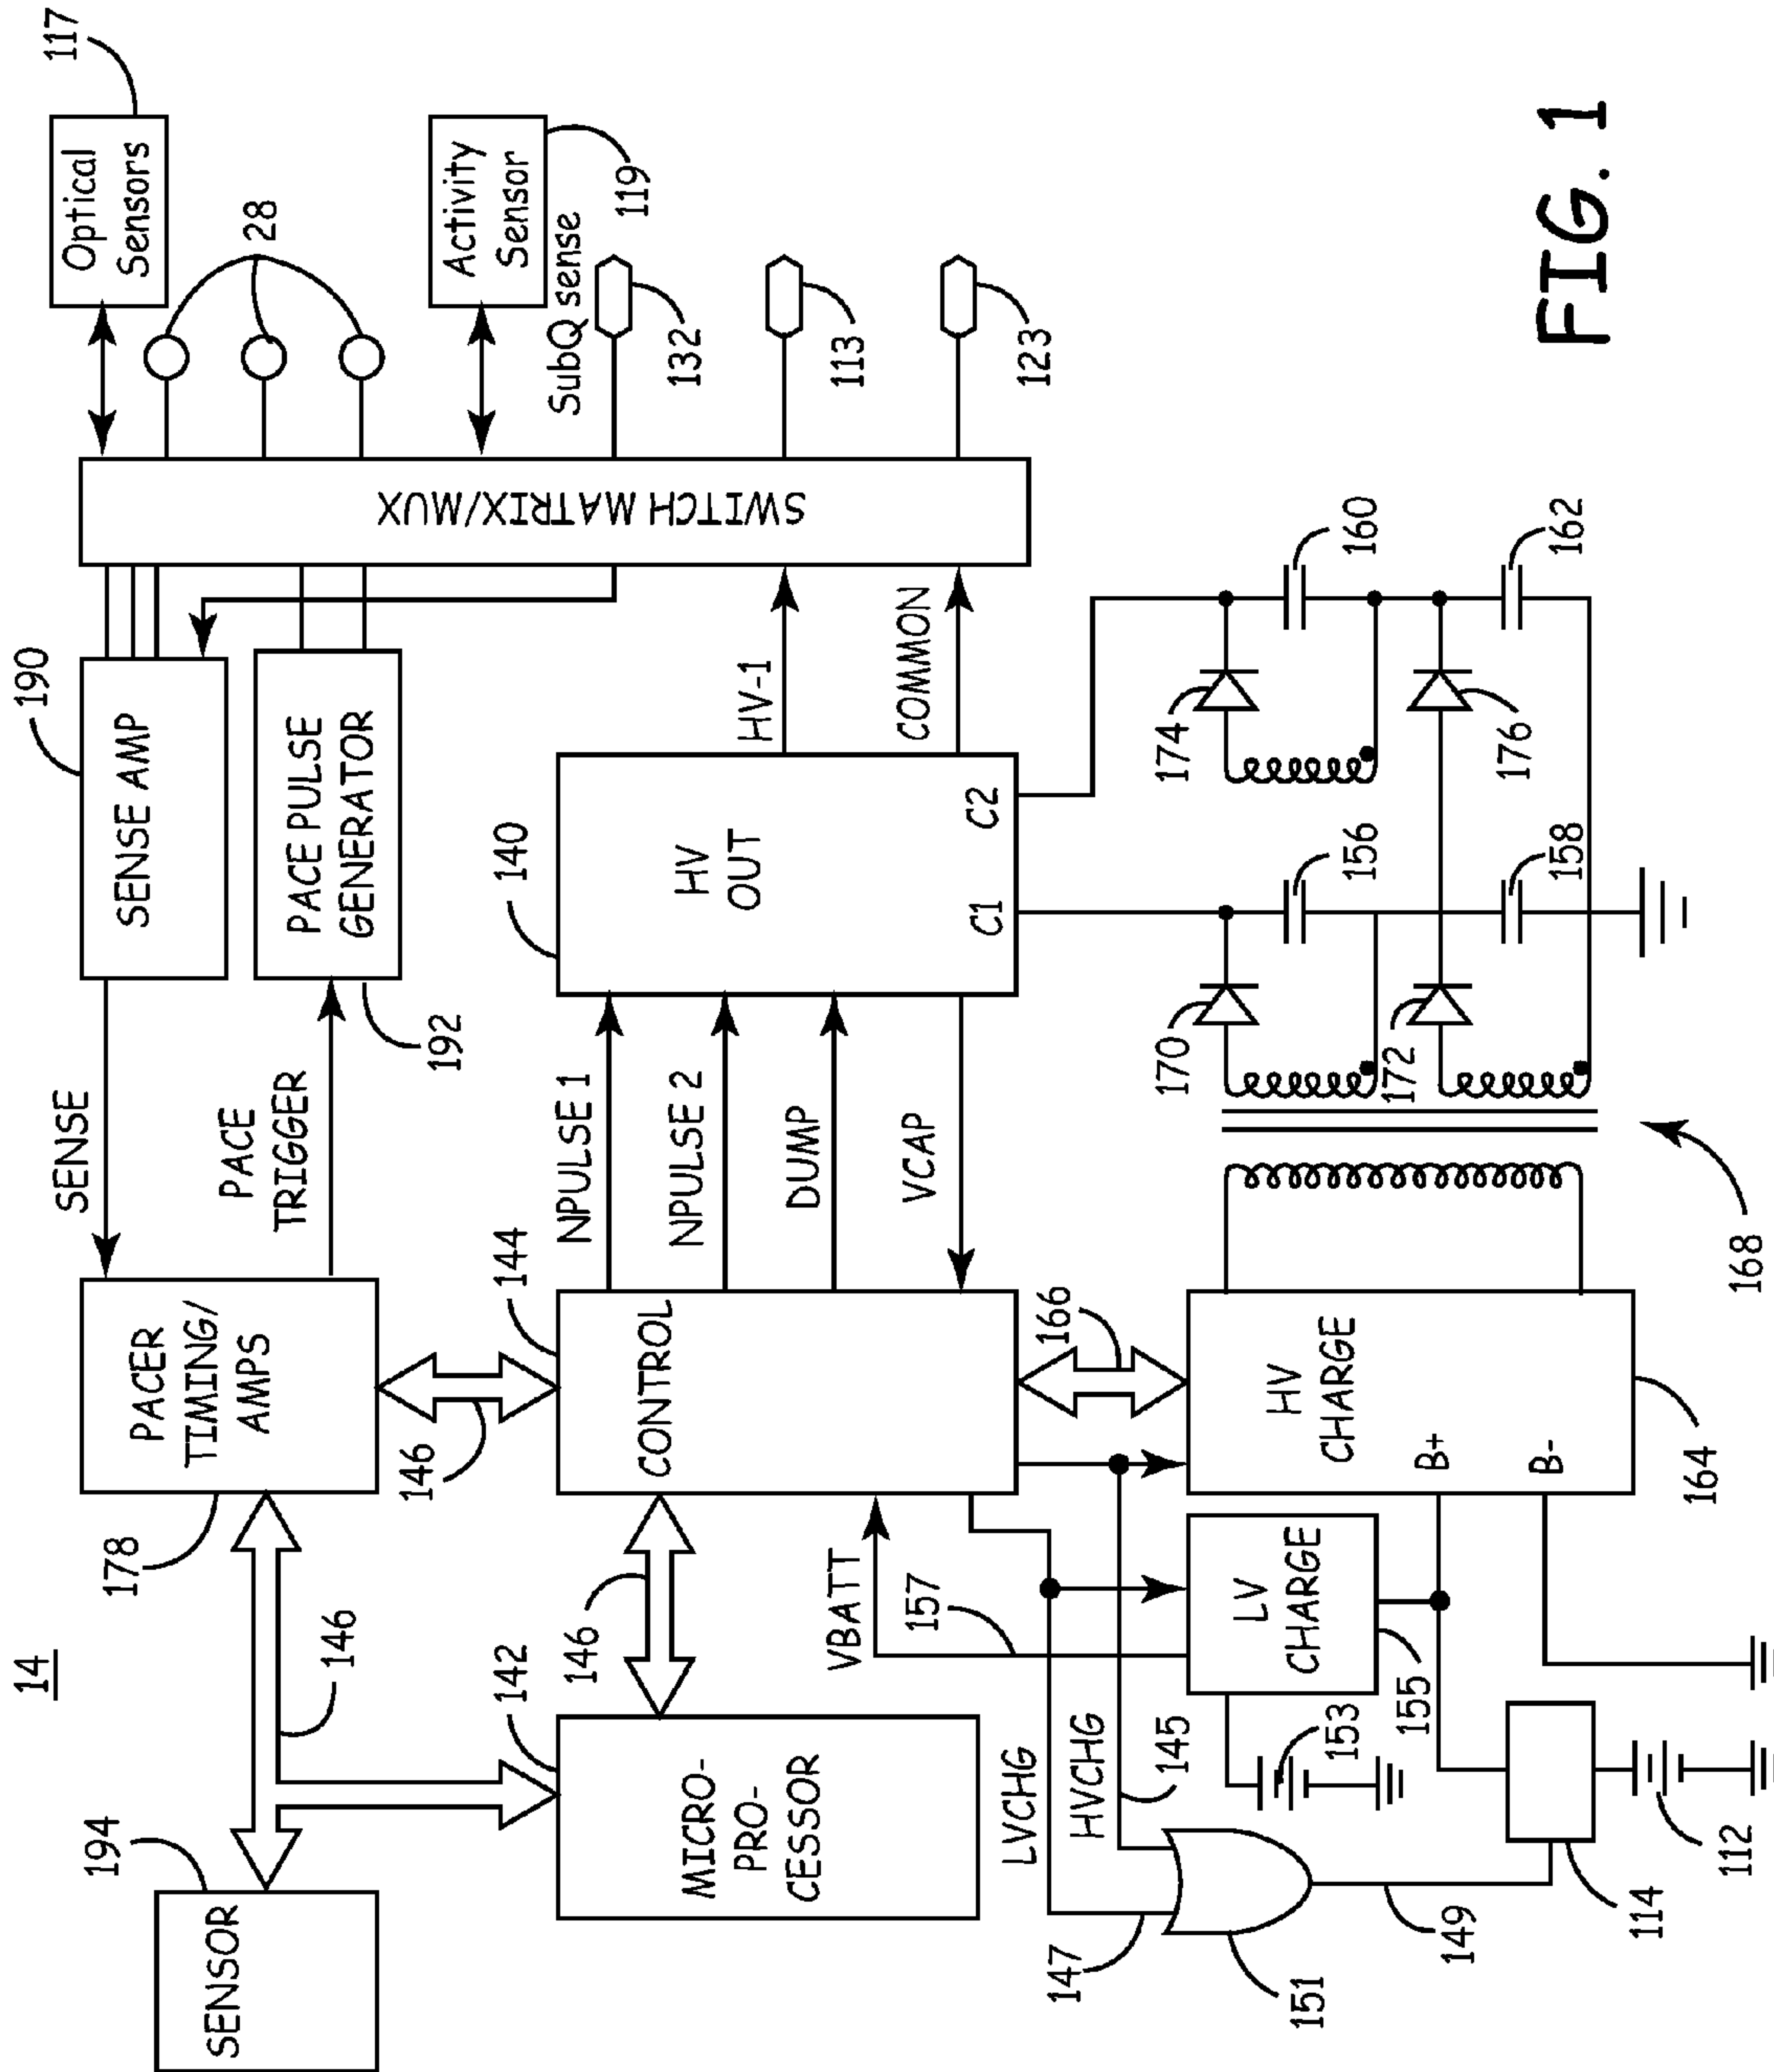 14
SENSOR
194
146
178
PACER
TIMING/
AMPS
SENSE
PACE
TRIGGER
190
SENSE AMP
PACE PULSE
GENERATOR
192
Optical
Sensors
117
28
Activity
Sensor
119
SubQ sense
132
113
123
SWITCH MATRIX/MUX
142
MICRO-
PRO-
CESSOR
146
146
144
CONTROL
NPULSE 1
NPULSE 2
DUMP
VCAP
140
HV
OUT
C1
C2
HV-1
COMMON
VBATT
157
LVCHG
HVCHG
145
147
151
149
153
LV
CHARGE
155
114
112
166
HV
CHARGE
B+
B-
164
168
170
172
156
158
174
176
160
162
FIG. 1